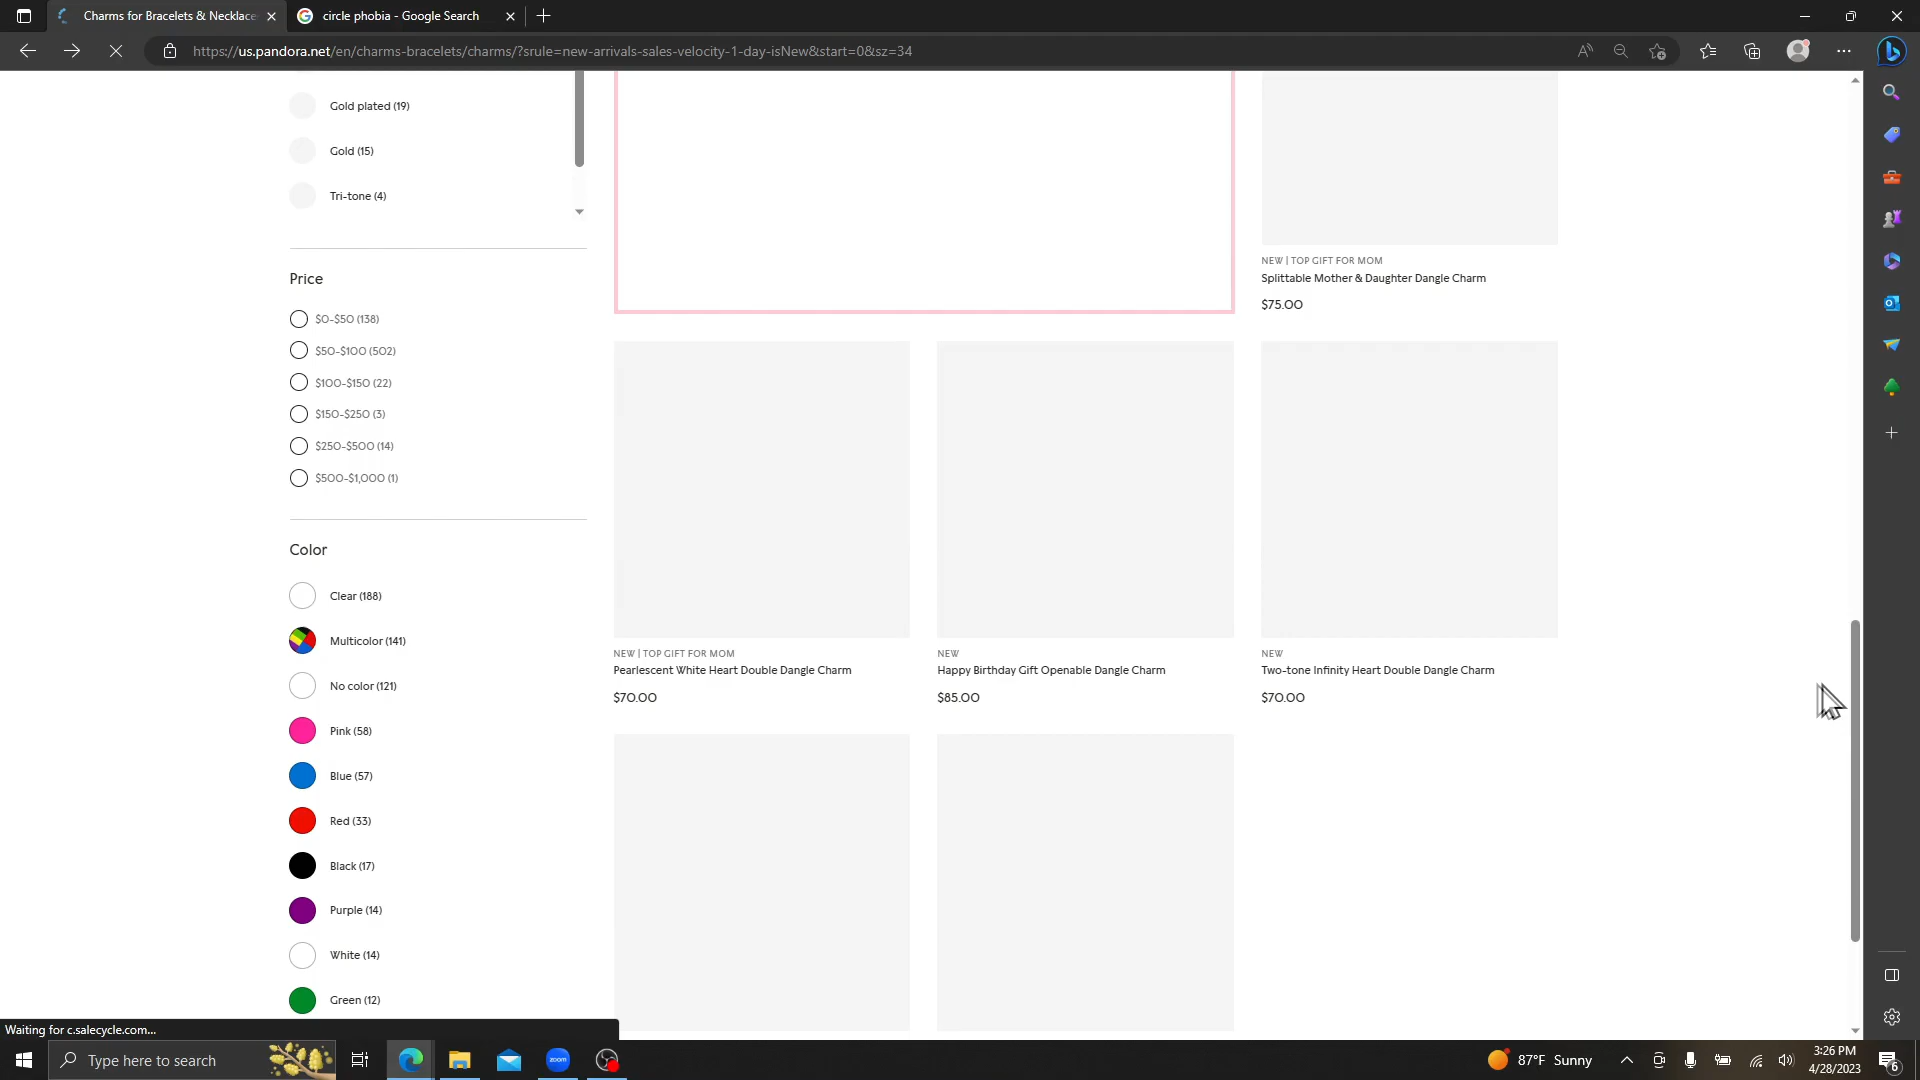 Charms for Bracelets & Necklace
circle phobia - Google Search
https://us.pandora.net/en/charms-bracelets/charms/?srule=new-arrivals-sales-velocity-1-day-isNew&start=0&sz=34
Gold plated (19)
Gold (15)
Tri-tone (4)
Price
$0-$50 (138)
$50-$100 (502)
$100-$150 (22)
$150-$250 (3)
$250-$500 (14)
$500-$1,000 (1)
Color
Clear (188)
Multicolor (141)
No color (121)
Pink (58)
Blue (57)
Red (33)
Black (17)
Purple (14)
White (14)
Green (12)
NEW | TOP GIFT FOR MOM
Splittable Mother & Daughter Dangle Charm
$75.00
NEW | TOP GIFT FOR MOM
Pearlescent White Heart Double Dangle Charm
$70.00
NEW
Happy Birthday Gift Openable Dangle Charm
$85.00
NEW
Two-tone Infinity Heart Double Dangle Charm
$70.00
Waiting for c.salecycle.com...
Type here to search
zoom
87°F Sunny
3:26 PM
4/28/2023
6